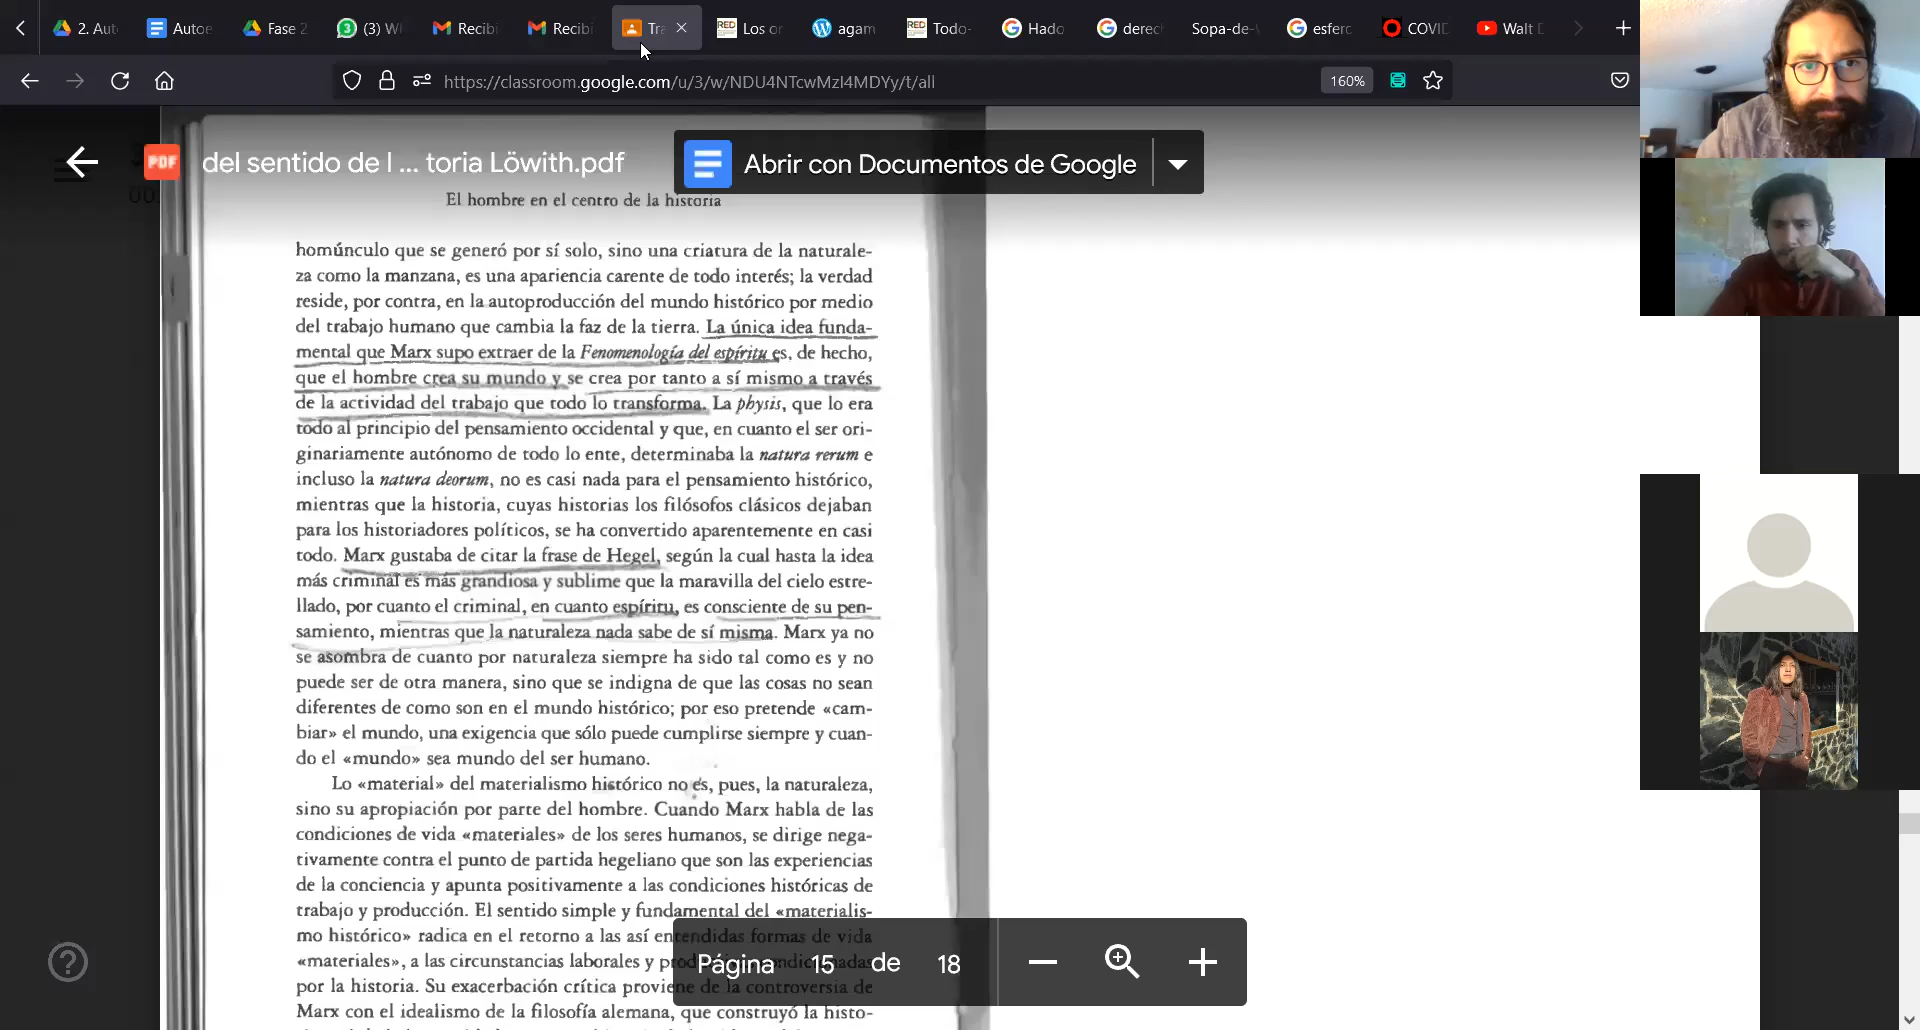 2. Aut
Autoe
Fase 2
(3) W
Recibi
Recibi
Tra
Los or
agam
Todo-
Hado
derec
Sopa-de-
esferc
COVID
Walt D
https://classroom.google.com/u/3/w/NDU4NTcwMzI4MDYy/t/all
160%
PDF
del sentido de l ... toria Löwith.pdf
Abrir con Documentos de Google
El hombre en el centro de la historia
homúnculo que se generó por sí solo, sino una criatura de la naturale-
za como la manzana, es una apariencia carente de todo interés; la verdad
reside, por contra, en la autoproducción del mundo histórico por medio
del trabajo humano que cambia la faz de la tierra. La única idea funda-
mental que Marx supo extraer de la Fenomenología del espíritu es, de hecho,
que el hombre crea su mundo y se crea por tanto a sí mismo a través
de la actividad del trabajo que todo lo transforma. La physis, que lo era
todo al principio del pensamiento occidental y que, en cuanto el ser ori-
ginariamente autónomo de todo lo ente, determinaba la natura rerum e
incluso la natura deorum, no es casi nada para el pensamiento histórico,
mientras que la historia, cuyas historias los filósofos clásicos dejaban
para los historiadores políticos, se ha convertido aparentemente en casi
todo. Marx gustaba de citar la frase de Hegel, según la cual hasta la idea
más criminal es más grandiosa y sublime que la maravilla del cielo estre-
llado, por cuanto el criminal, en cuanto espíritu, es consciente de su pen-
samiento, mientras que la naturaleza nada sabe de sí misma. Marx ya no
se asombra de cuanto por naturaleza siempre ha sido tal como es y no
puede ser de otra manera, sino que se indigna de que las cosas no sean
diferentes de como son en el mundo histórico; por eso pretende «cam-
biar» el mundo, una exigencia que sólo puede cumplirse siempre y cuan-
do el «mundo» sea mundo del ser humano.
Lo «material» del materialismo histórico no es, pues, la naturaleza,
sino su apropiación por parte del hombre. Cuando Marx habla de las
condiciones de vida «materiales» de los seres humanos, se dirige nega-
tivamente contra el punto de partida hegeliano que son las experiencias
de la conciencia y apunta positivamente a las condiciones históricas de
trabajo y producción. El sentido simple y fundamental del «materialis-
mo histórico» radica en el retorno a las así entendidas formas de vida
«materiales», a las circunstancias laborales y
por la historia. Su exacerbación crítica proviene de la controversia de
Marx con el idealismo de la filosofía alemana, que construyó la histo-
Página 15 de 18